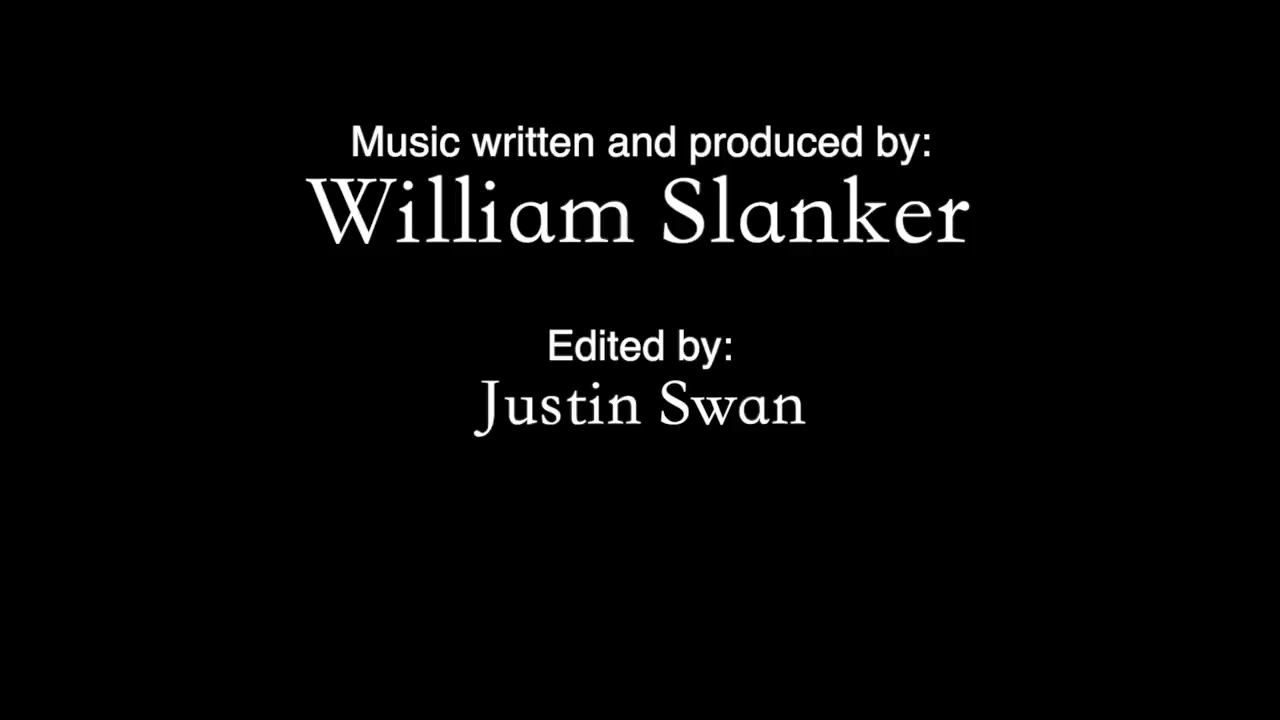 Music written and produced by:
William Slanker
Edited by:
Justin Swan